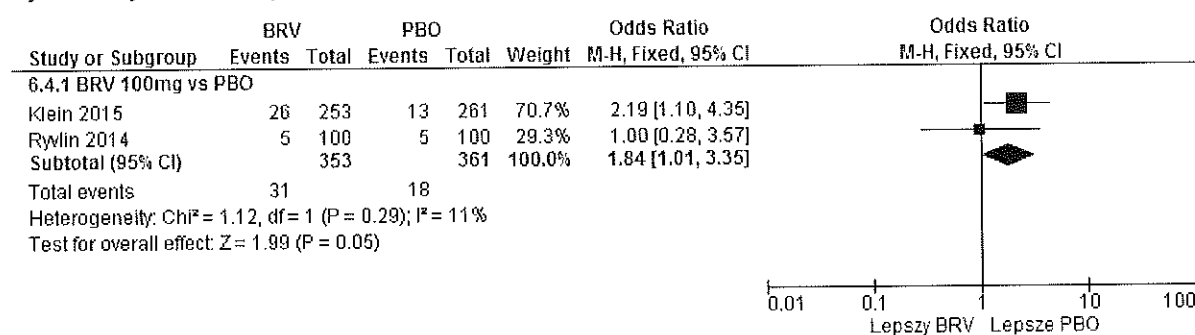 BRV PBO Odds Ratio Odds Ratio
Study or Subgroup Events Total Events Total Weight M-H, Fixed, 95% CI M-H, Fixed, 95% CI
6.4.1 BRV 100mg vs PBO
Klein 2015 26 253 13 261 70.7% 2.19 [1.10, 4.35]
Ryvlin 2014 5 100 5 100 29.3% 1.00 [0.28, 3.57]
Subtotal (95% CI) 353 361 100.0% 1.84 [1.01, 3.35]
Total events 31 18
Heterogeneity: Chi² = 1.12, df = 1 (P = 0.29); I² = 11%
Test for overall effect: Z = 1.99 (P = 0.05)
0.01 0.1 1 10 100
Lepszy BRV Lepsze PBO